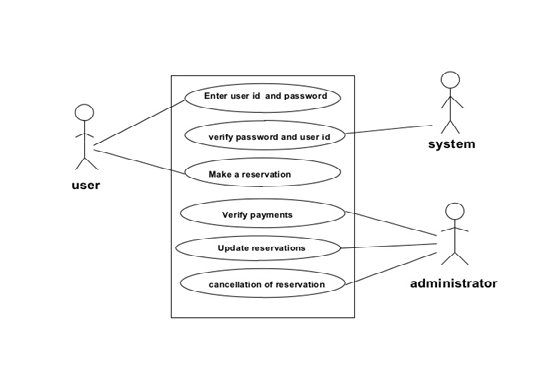 Enter user id and password
verify password and user id
system
Make a reservation
user
Verify payments
Update reservations
administrator
cancellation of reservation